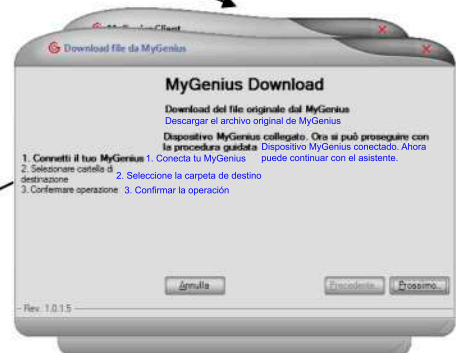 MyGenius Client
Download file da MyGenius
MyGenius Download
Download del file originale dal MyGenius
Descargar el archivo original de MyGenius
Dispositivo MyGenius collegato. Ora si può proseguire con
la procedura guidata Dispositivo MyGenius conectado. Ahora
puede continuar con el asistente.
1. Connetti il tuo MyGenius 1. Conecta tu MyGenius
2. Selezionare cartella di
destinazione 2. Seleccione la carpeta de destino
3. Confermare operazione 3. Confirmar la operación
Annulla Precedente.. Prossimo..
Rev. 1.0.1.5